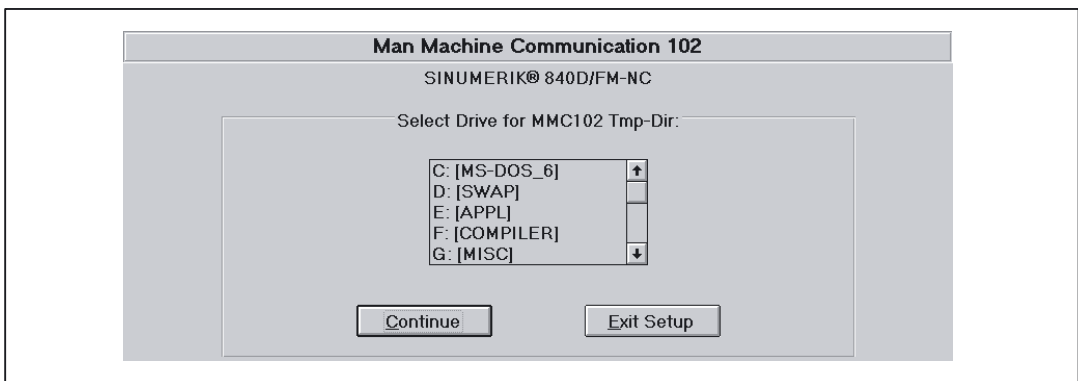 Man Machine Communication 102
SINUMERIK® 840D/FM-NC
Select Drive for MMC102 Tmp-Dir:
C: [MS-DOS_6]
D: [SWAP]
E: [APPL]
F: [COMPILER]
G: [MISC]
Continue
Exit Setup